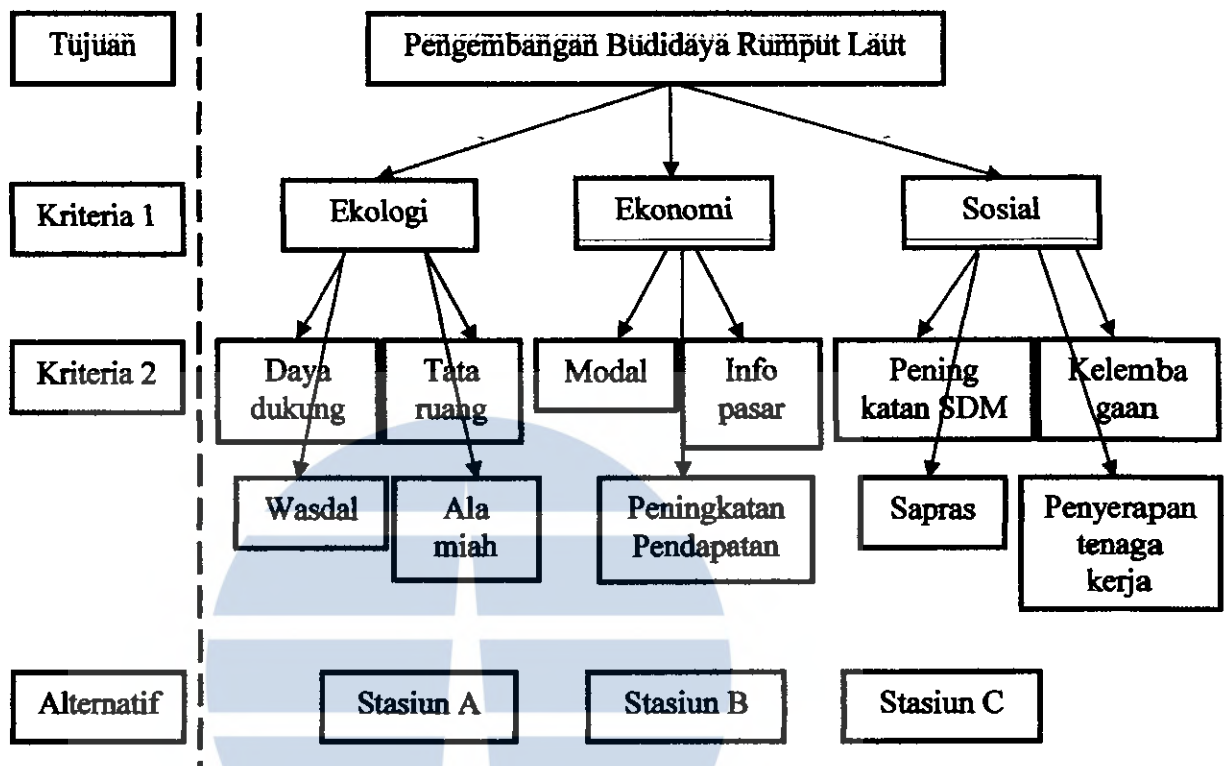 Tujuan
Pengembangan Budidaya Rumput Laut
Kriteria 1
Ekologi
Ekonomi
Sosial
Kriteria 2
Daya
dukung
Tata
ruang
Modal
Info
pasar
Pening
katan SDM
Kelemba
gaan
Wasdal
Ala
miah
Peningkatan
Pendapatan
Sapras
Penyerapan
tenaga
kerja
Alternatif
Stasiun A
Stasiun B
Stasiun C